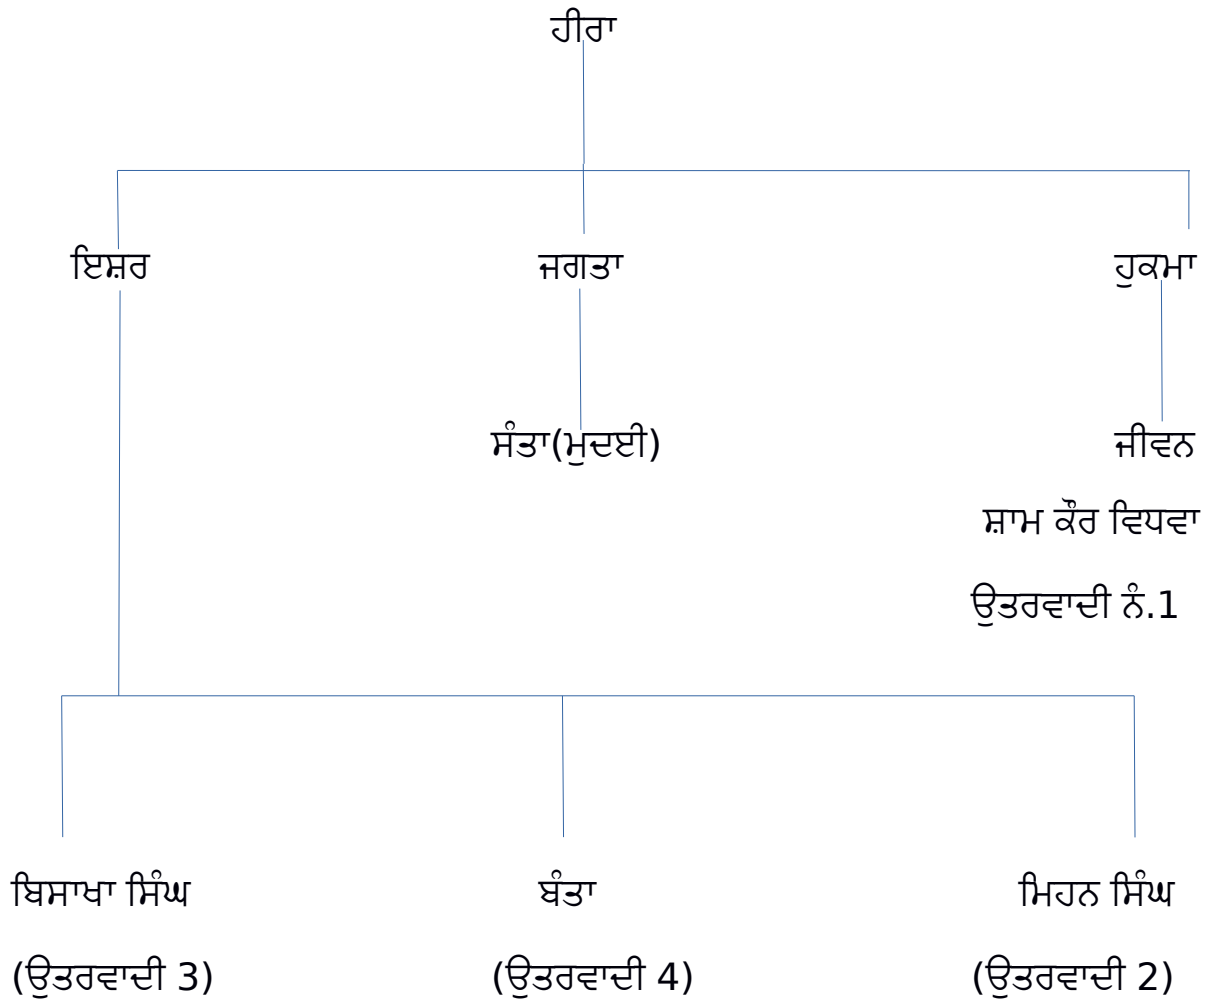 ਹੀਰਾ
ਇਸ਼ਰ ਜਗਤਾ ਹੁਕਮਾ
ਸੰਤਾ(ਮੁਦਈ) ਜੀਵਨ
ਸ਼ਾਮ ਕੌਰ ਵਿਧਵਾ
ਉਤਰਵਾਦੀ ਨੰ.1
ਬਿਸਾਖਾ ਸਿੰਘ ਬੰਤਾ ਮਿਹਨ ਸਿੰਘ
(ਉਤਰਵਾਦੀ 3) (ਉਤਰਵਾਦੀ 4) (ਉਤਰਵਾਦੀ 2)